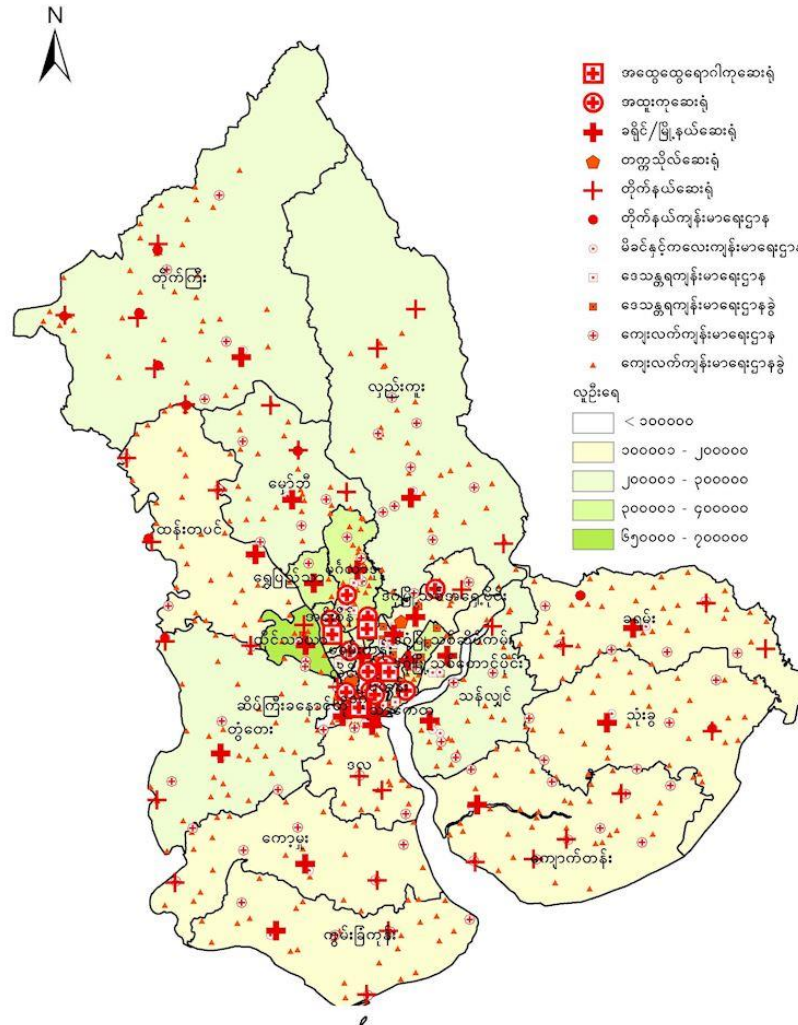 N
အထွေထွေရောဂါကုဆေးရုံ
အထူးကုဆေးရုံ
ခရိုင်/မြို့နယ်ဆေးရုံ
တက္ကသိုလ်ဆေးရုံ
တိုက်နယ်ဆေးရုံ
တိုက်နယ်ကျန်းမာရေးဌာန
မိခင်နှင့်ကလေးကျန်းမာရေးဌာန
ဒေသန္တရကျန်းမာရေးဌာန
ဒေသန္တရကျန်းမာရေးဌာနခွဲ
ကျေးလက်ကျန်းမာရေးဌာန
ကျေးလက်ကျန်းမာရေးဌာနခွဲ
လူဦးရေ
< ၁၀၀၀၀၀
၁၀၀၀၀၁ - ၂၀၀၀၀၀
၂၀၀၀၀၁ - ၃၀၀၀၀၀
၃၀၀၀၀၁ - ၄၀၀၀၀၀
၆၅၀၀၀၀ - ၇၀၀၀၀၀
တိုက်ကြီး
လှည်းကူး
မှော်ဘီ
ထန်းတပင်
ရွှေပြည်သာ
ခရမ်း
သုံးခွ
သန်လျှင်
ဆိပ်ကြီးခနောင်တို
တွံတေး
ဒလ
ကော့မှူး
ကျောက်တန်း
ကွမ်းခြံကုန်း